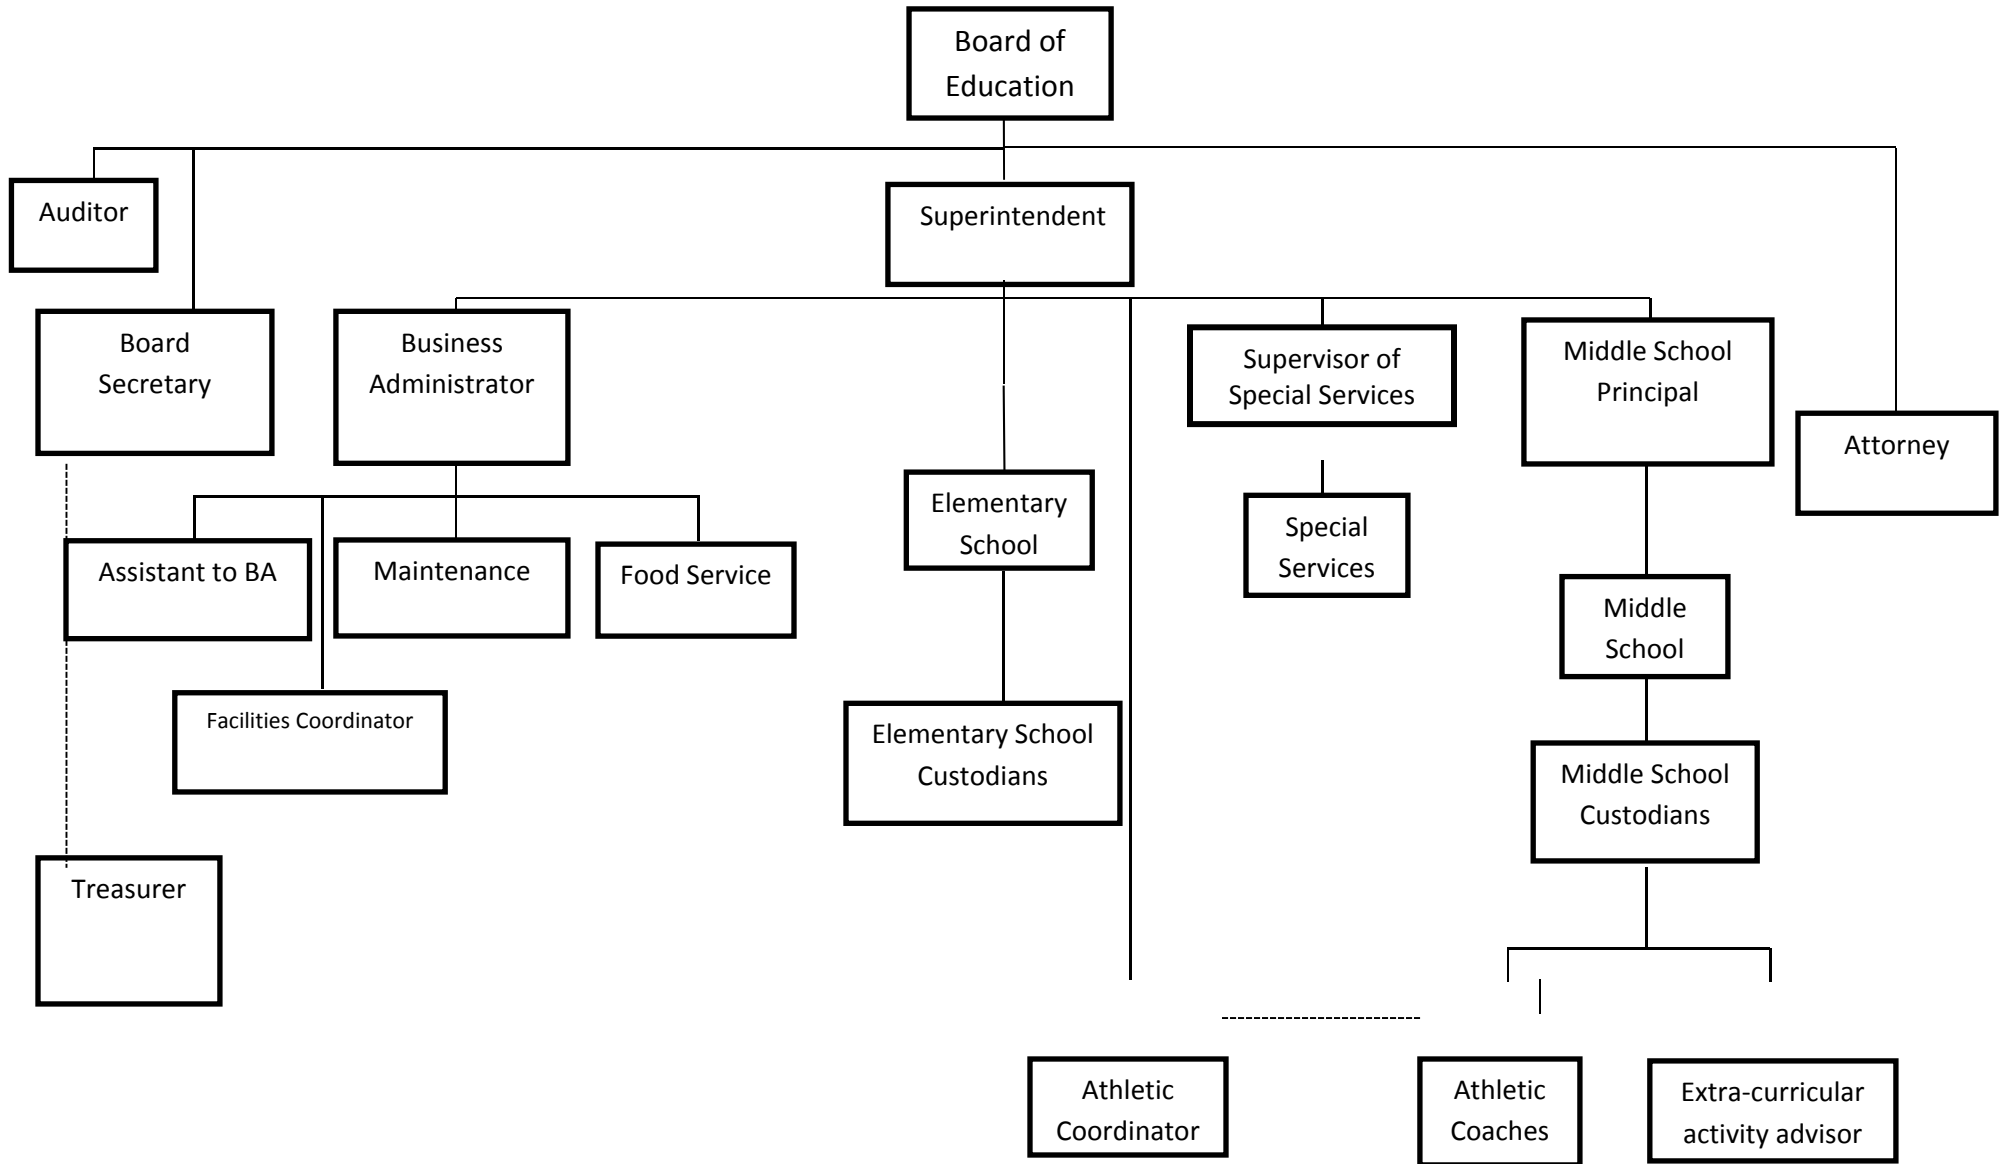 Board of
Education
Auditor
Superintendent
Board
Secretary
Business
Administrator
Supervisor of
Special Services
Middle School
Principal
Attorney
Elementary
School
Special
Services
Assistant to BA
Maintenance
Food Service
Middle
School
Facilities Coordinator
Elementary School
Custodians
Middle School
Custodians
Treasurer
Athletic
Coordinator
Athletic
Coaches
Extra-curricular
activity advisor